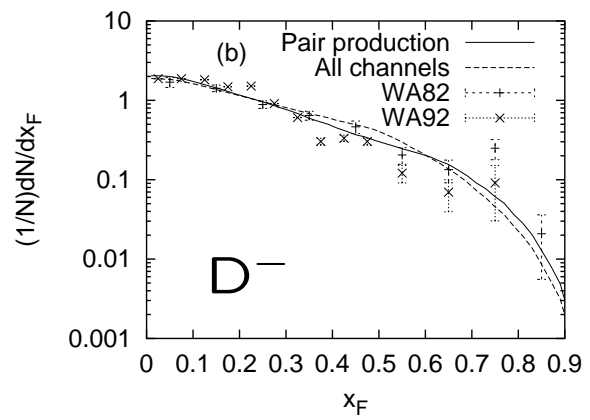 10
1
0.1
0.01
0.001
(1/N)dN/dx_F
(b)
Pair production
All channels
WA82
WA92
D⁻
0 0.1 0.2 0.3 0.4 0.5 0.6 0.7 0.8 0.9
x_F